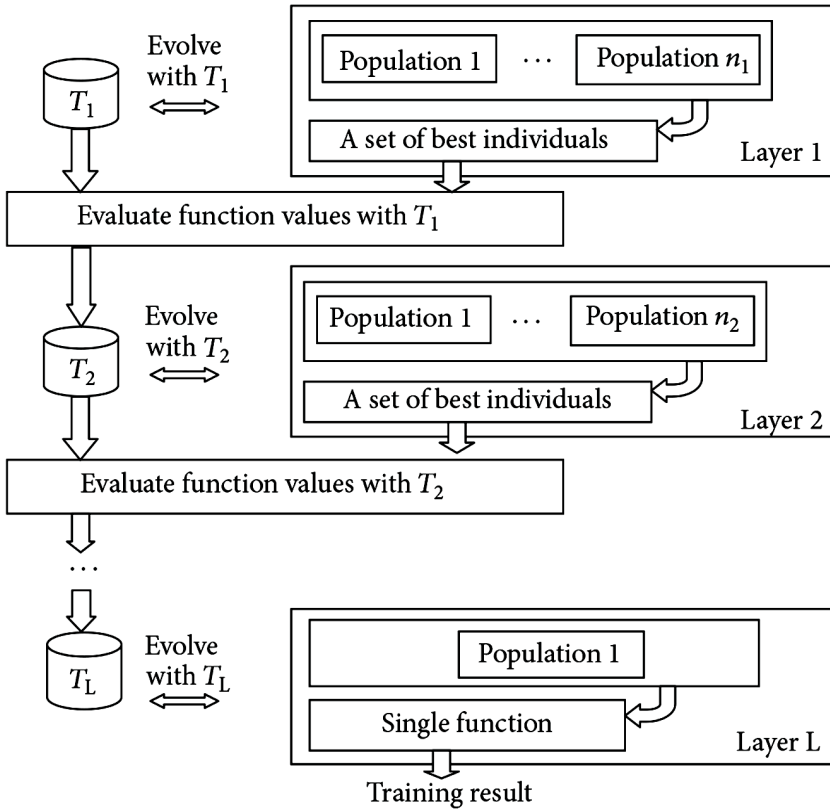 Evolve
with T₁
T₁
Population 1 ... Population n₁
A set of best individuals
Layer 1
Evaluate function values with T₁
Evolve
with T₂
T₂
Population 1 ... Population n₂
A set of best individuals
Layer 2
Evaluate function values with T₂
...
Evolve
with T_L
T_L
Population 1
Single function
Layer L
Training result